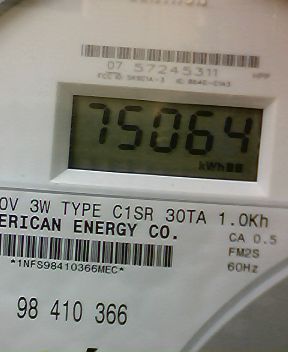 07 57245311
75064
kWh
0V 3W TYPE C1SR 30TA 1.0Kh
ERICAN ENERGY CO.
CA 0.5
FM2S
60Hz
*1NFS98410366MEC*
98 410 366